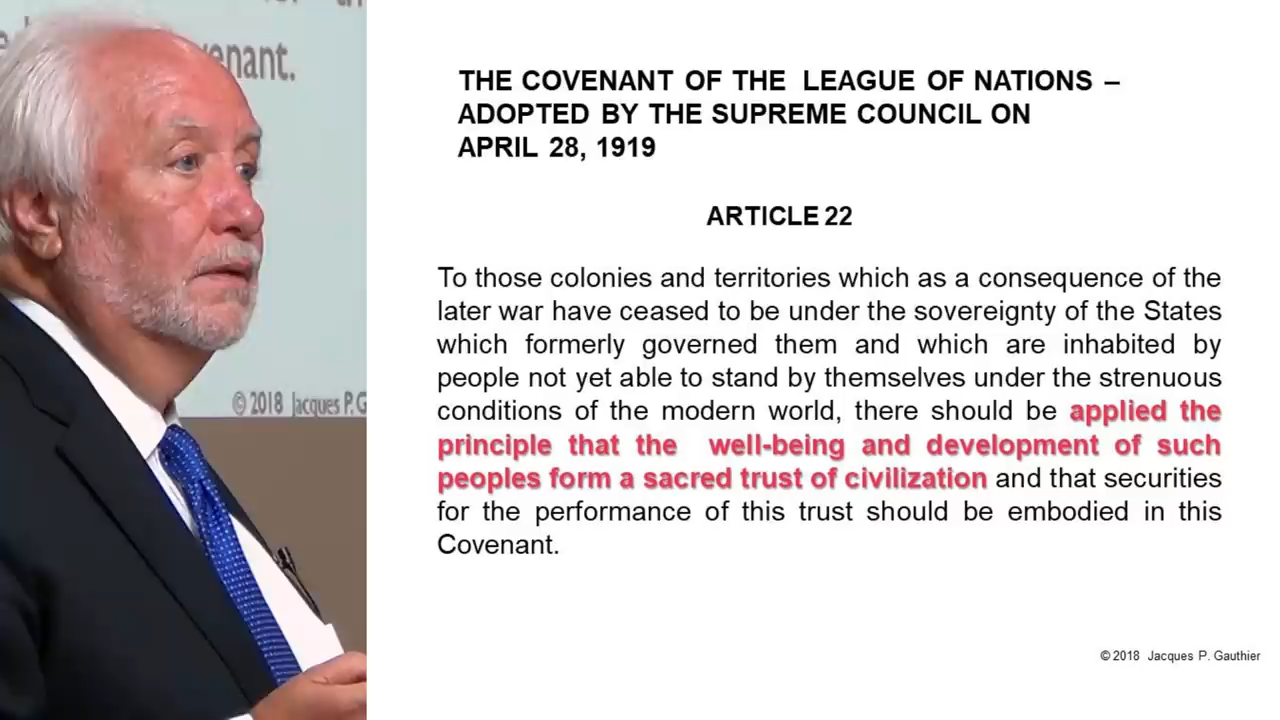 enant.
© 2018 Jacques P. G
THE COVENANT OF THE LEAGUE OF NATIONS –
ADOPTED BY THE SUPREME COUNCIL ON
APRIL 28, 1919
ARTICLE 22
To those colonies and territories which as a consequence of the
later war have ceased to be under the sovereignty of the States
which formerly governed them and which are inhabited by
people not yet able to stand by themselves under the strenuous
conditions of the modern world, there should be applied the
principle that the well-being and development of such
peoples form a sacred trust of civilization and that securities
for the performance of this trust should be embodied in this
Covenant.
© 2018 Jacques P. Gauthier